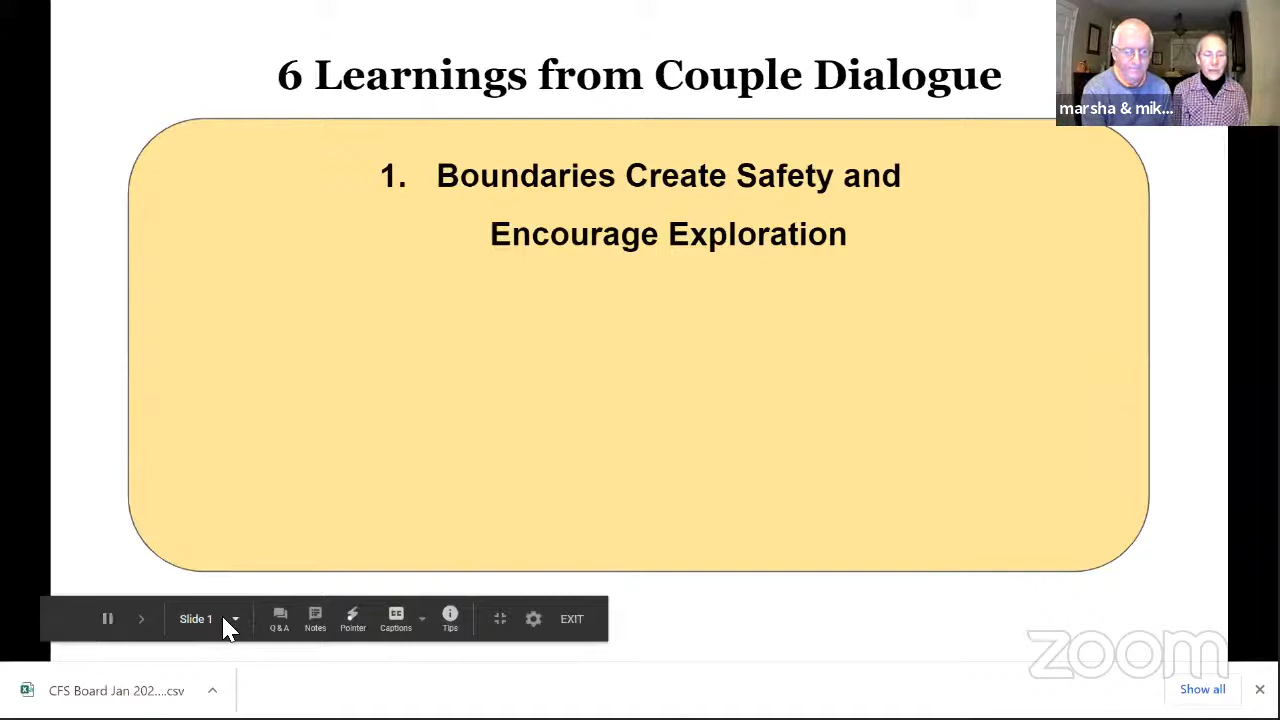 6 Learnings from Couple Dialogue
marsha & mik...
1. Boundaries Create Safety and
Encourage Exploration
Slide 1
Q&A
Notes
Pointer
Captions
Tips
EXIT
zoom
CFS Board Jan 202....csv
Show all